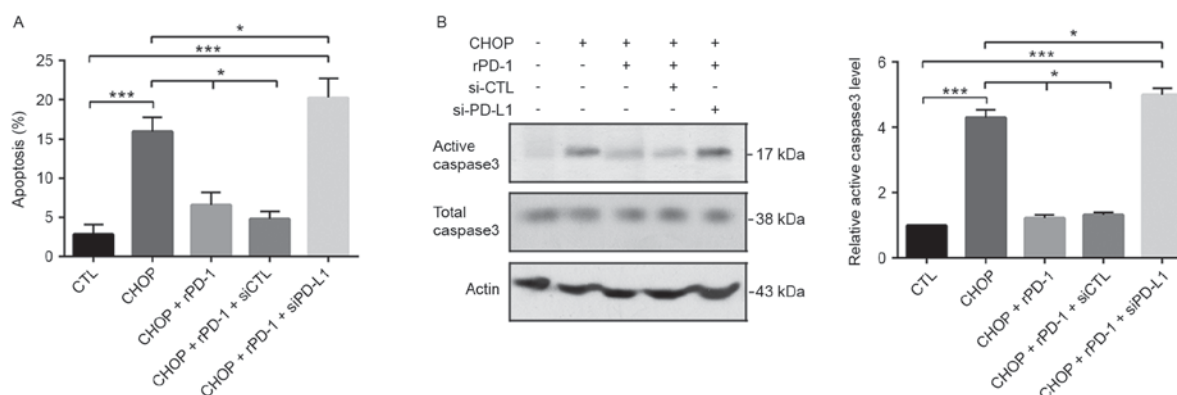 A
Apoptosis (%)
25
20
15
10
5
0
***
*
***
*
CTL
CHOP
CHOP + rPD-1
CHOP + rPD-1 + siCTL
CHOP + rPD-1 + siPD-L1
B
CHOP - + + + +
rPD-1 - - + + +
si-CTL - - - + -
si-PD-L1 - - - - +
Active
caspase3
-17 kDa
Total
caspase3
-38 kDa
Actin
-43 kDa
Relative active caspase3 level
6
4
2
0
*
***
*
***
CTL
CHOP
CHOP + rPD-1
CHOP + rPD-1 + siCTL
CHOP + rPD-1 + siPD-L1